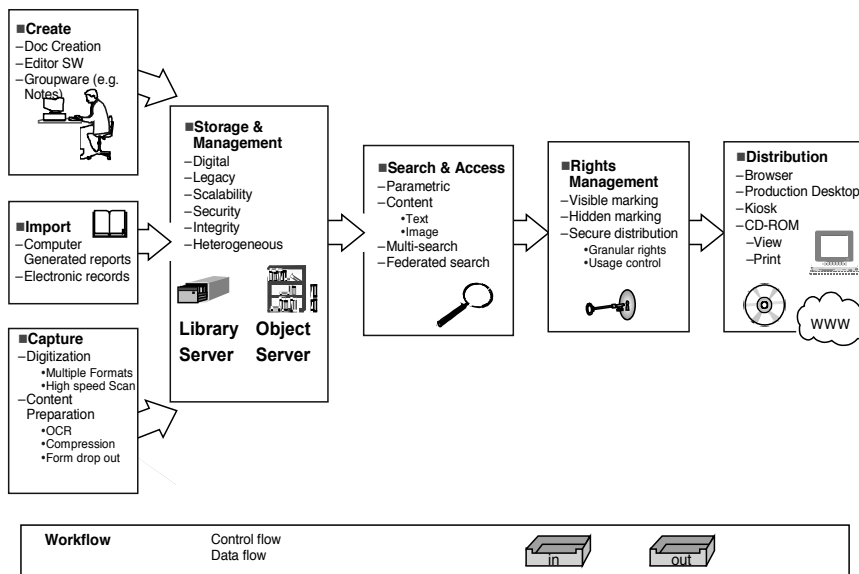 ■Create
–Doc Creation
–Editor SW
–Groupware (e.g.
Notes)
■Import
–Computer
Generated reports
–Electronic records
■Capture
–Digitization
•Multiple Formats
•High speed Scan
–Content
Preparation
•OCR
•Compression
•Form drop out
■Storage &
Management
–Digital
–Legacy
–Scalability
–Security
–Integrity
–Heterogeneous
Library Object
Server Server
■Search & Access
–Parametric
–Content
•Text
•Image
–Multi-search
–Federated search
■Rights
Management
–Visible marking
–Hidden marking
–Secure distribution
•Granular rights
•Usage control
■Distribution
–Browser
–Production Desktop
–Kiosk
–CD-ROM
–View
–Print
WWW
Workflow
Control flow
Data flow
in
out